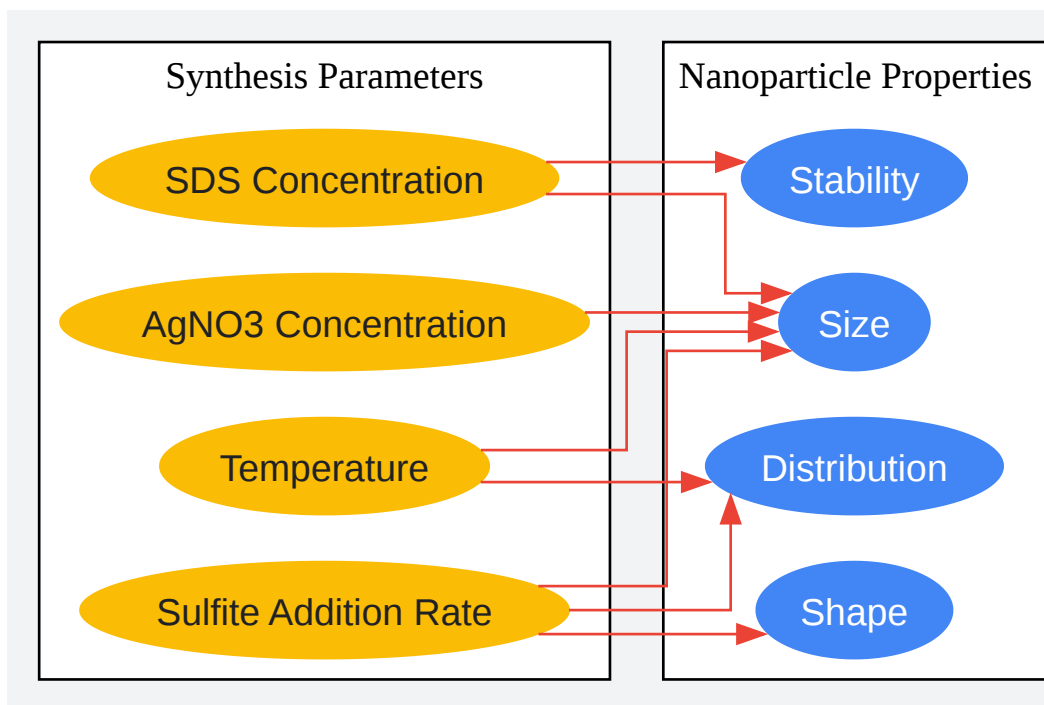 Synthesis Parameters
SDS Concentration
AgNO3 Concentration
Temperature
Sulfite Addition Rate
Nanoparticle Properties
Stability
Size
Distribution
Shape